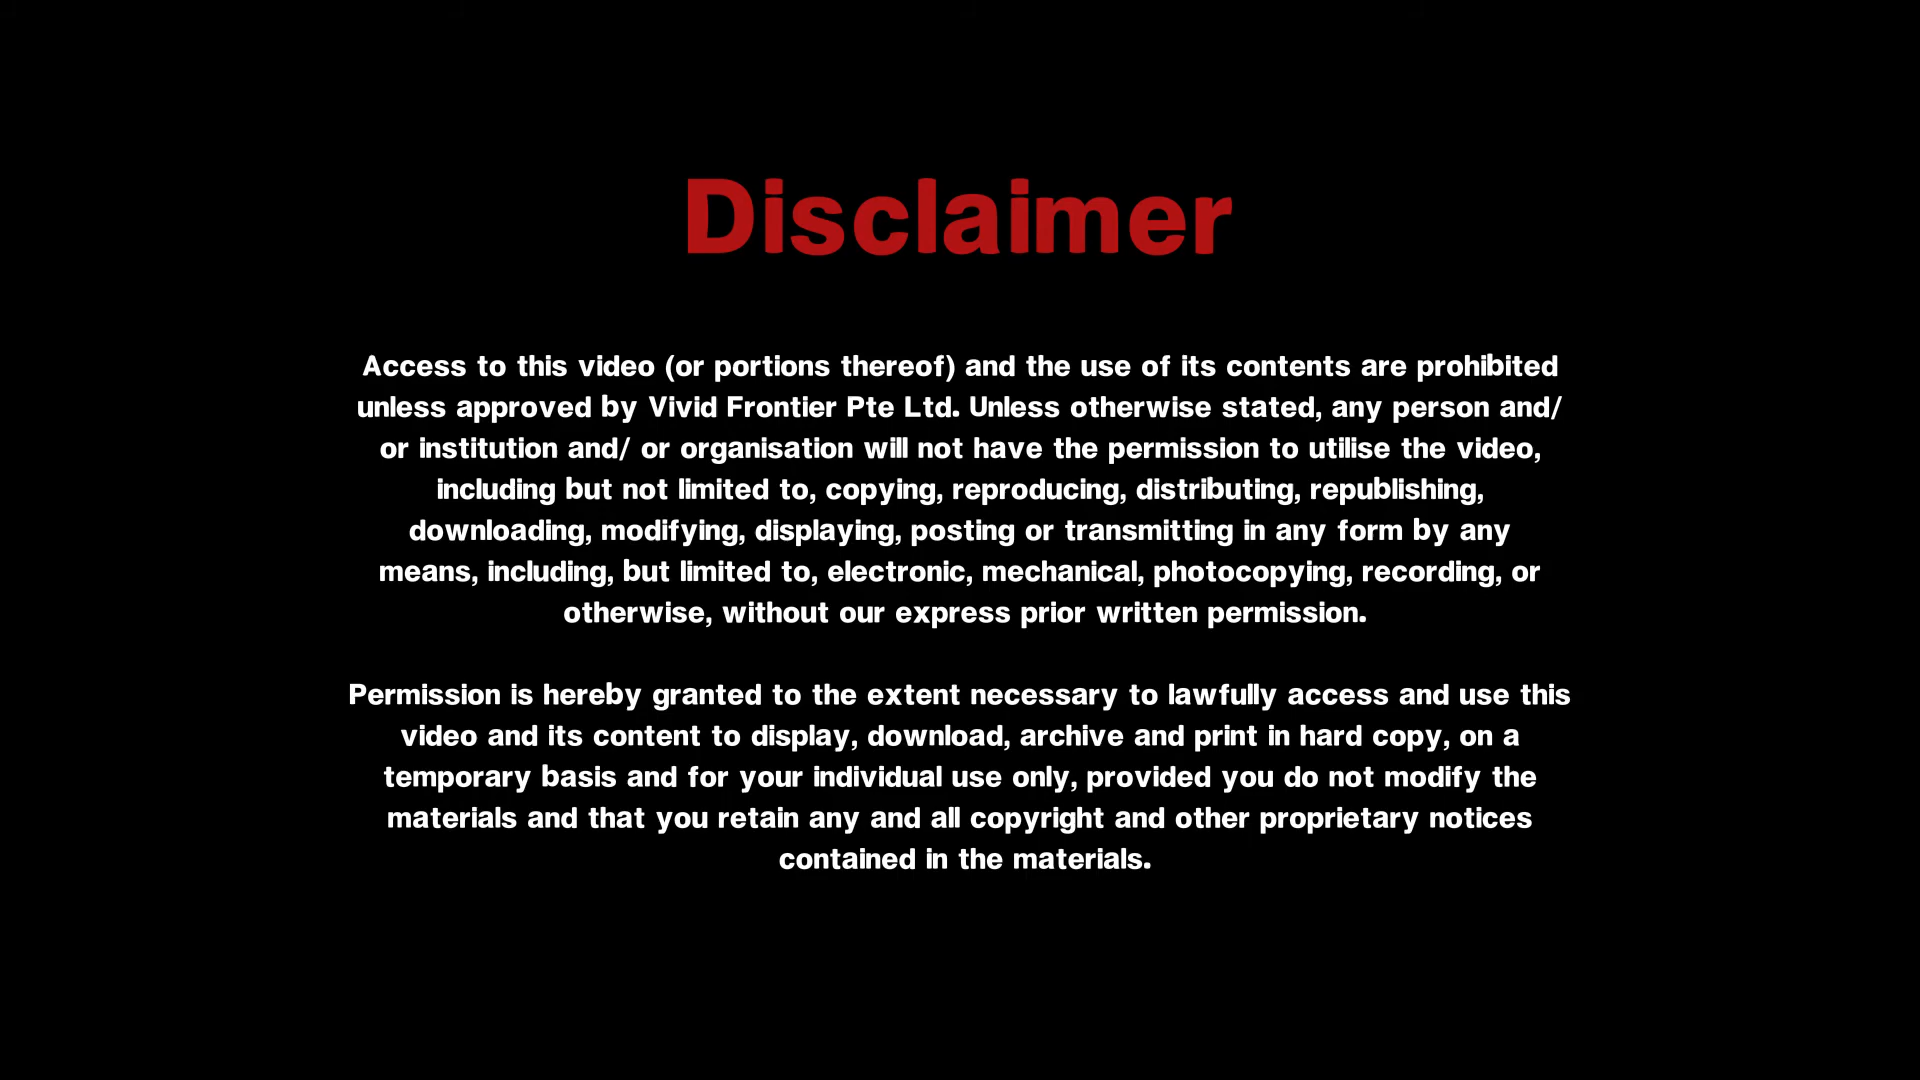 Disclaimer
Access to this video (or portions thereof) and the use of its contents are prohibited
unless approved by Vivid Frontier Pte Ltd. Unless otherwise stated, any person and/
or institution and/ or organisation will not have the permission to utilise the video,
including but not limited to, copying, reproducing, distributing, republishing,
downloading, modifying, displaying, posting or transmitting in any form by any
means, including, but limited to, electronic, mechanical, photocopying, recording, or
otherwise, without our express prior written permission.
Permission is hereby granted to the extent necessary to lawfully access and use this
video and its content to display, download, archive and print in hard copy, on a
temporary basis and for your individual use only, provided you do not modify the
materials and that you retain any and all copyright and other proprietary notices
contained in the materials.